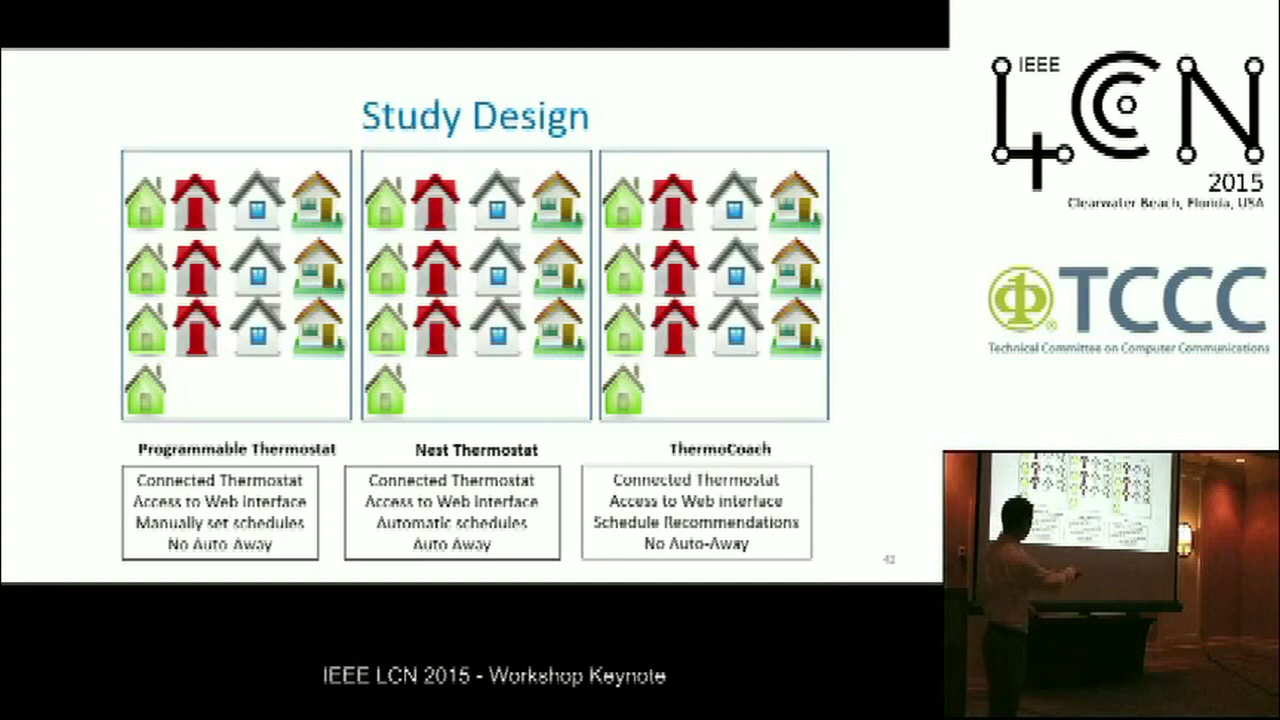 Study Design
Programmable Thermostat
Connected Thermostat
Access to Web Interface
Manually set schedules
No Auto-Away
Nest Thermostat
Connected Thermostat
Access to Web Interface
Automatic schedules
Auto Away
ThermoCoach
Connected Thermostat
Access to Web interface
Schedule Recommendations
No Auto-Away
42
IEEE
LCN
2015
Clearwater Beach, Florida, USA
TCCC
Technical Committee on Computer Communications
IEEE LCN 2015 - Workshop Keynote